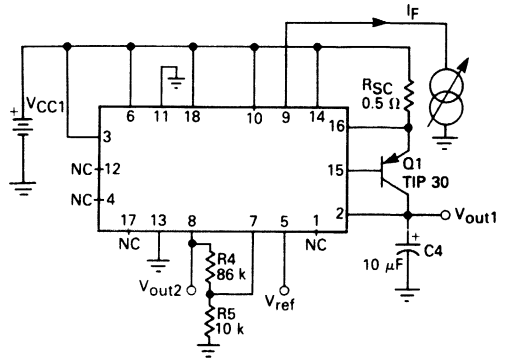 IF
RSC
0.5 Ω
+
VCC1
6
11
18
10
9
14
16
3
Q1
TIP 30
NC
12
15
NC
4
2
Vout1
17
13
8
7
5
1
NC
NC
+
C4
10 µF
R4
86 k
Vout2
Vref
R5
10 k